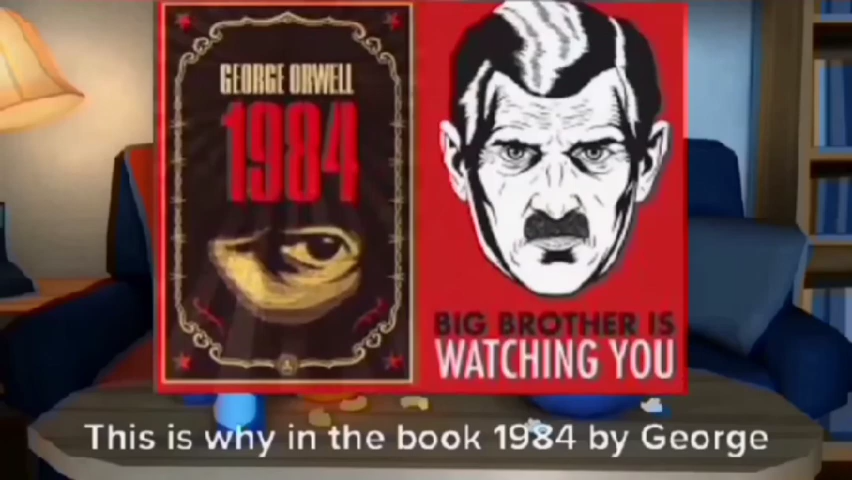 GEORGE ORWELL
1984
BIG BROTHER IS
WATCHING YOU
This is why in the book 1984 by George